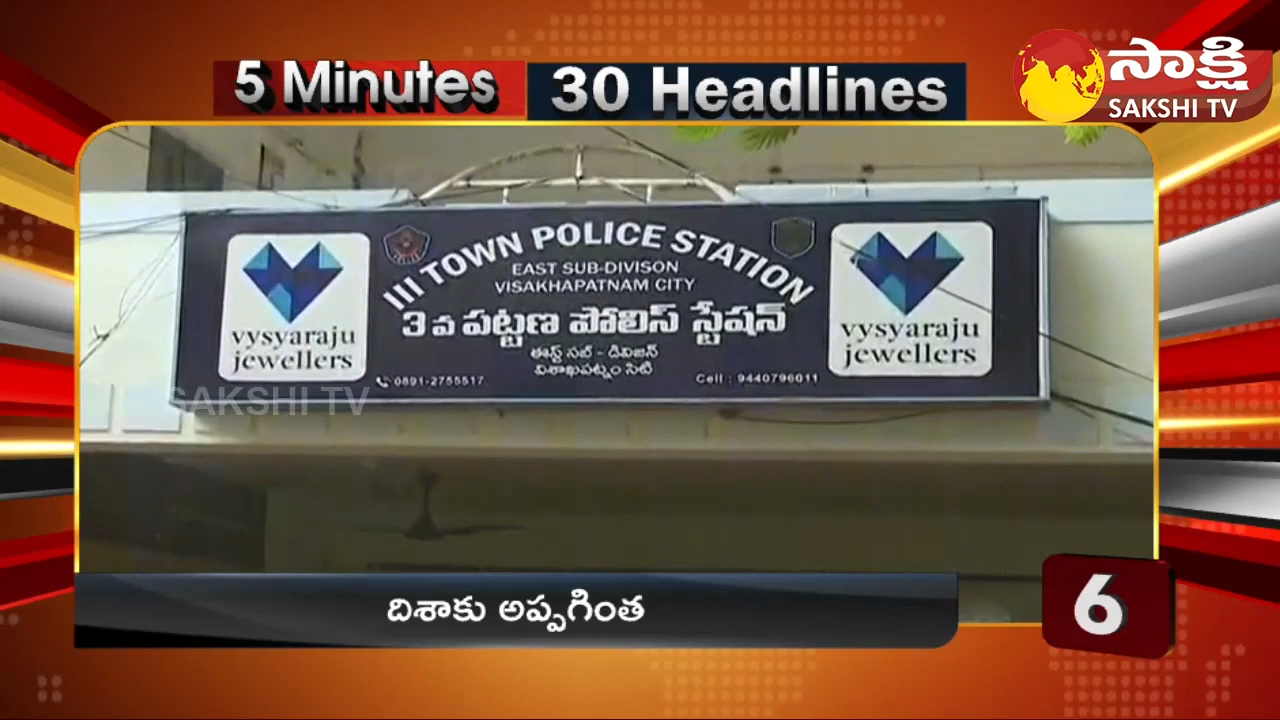 5 Minutes 30 Headlines
సాక్షి
SAKSHI TV
III TOWN POLICE STATION
EAST SUB-DIVISON
VISAKHAPATNAM CITY
3 వ పట్టణ పోలిస్ స్టేషన్
ఈస్ట్ సబ్ - డివిజన్
విశాఖపట్నం సిటి
0891-2755517
Cell : 9440796011
vysyaraju
jewellers
vysyaraju
jewellers
SAKSHI TV
దిశాకు అప్పగింత
6